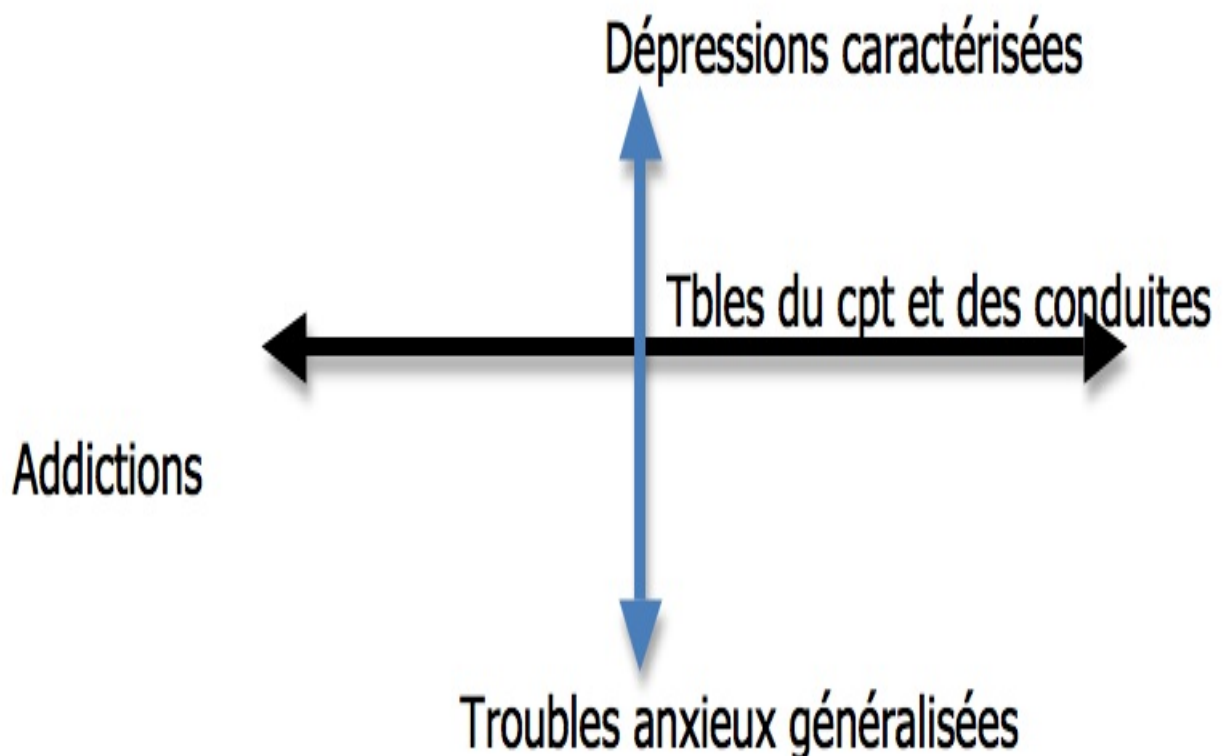 Dépressions caractérisées
Tbles du cpt et des conduites
Addictions
Troubles anxieux généralisées